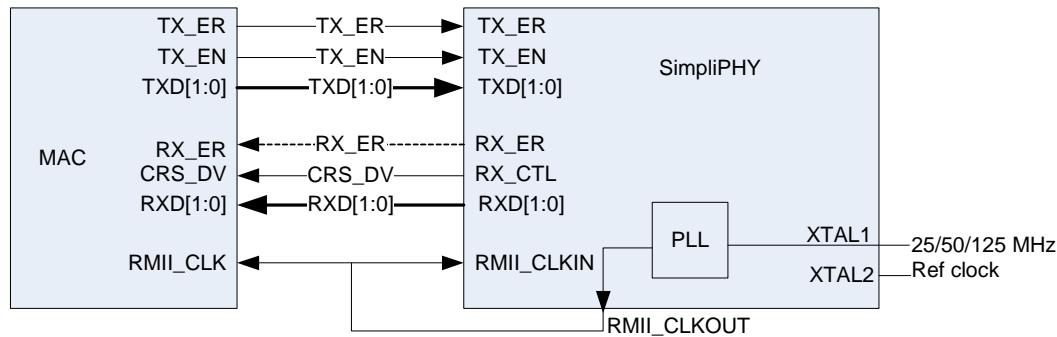 TX_ER TX_ER TX_ER
TX_EN TX_EN TX_EN
TXD[1:0] TXD[1:0] TXD[1:0]
SimpliPHY
MAC
RX_ER RX_ER RX_ER
CRS_DV CRS_DV RX_CTL
RXD[1:0] RXD[1:0] RXD[1:0]
PLL
XTAL1 25/50/125 MHz
RMII_CLK RMII_CLKIN
XTAL2 Ref clock
RMII_CLKOUT